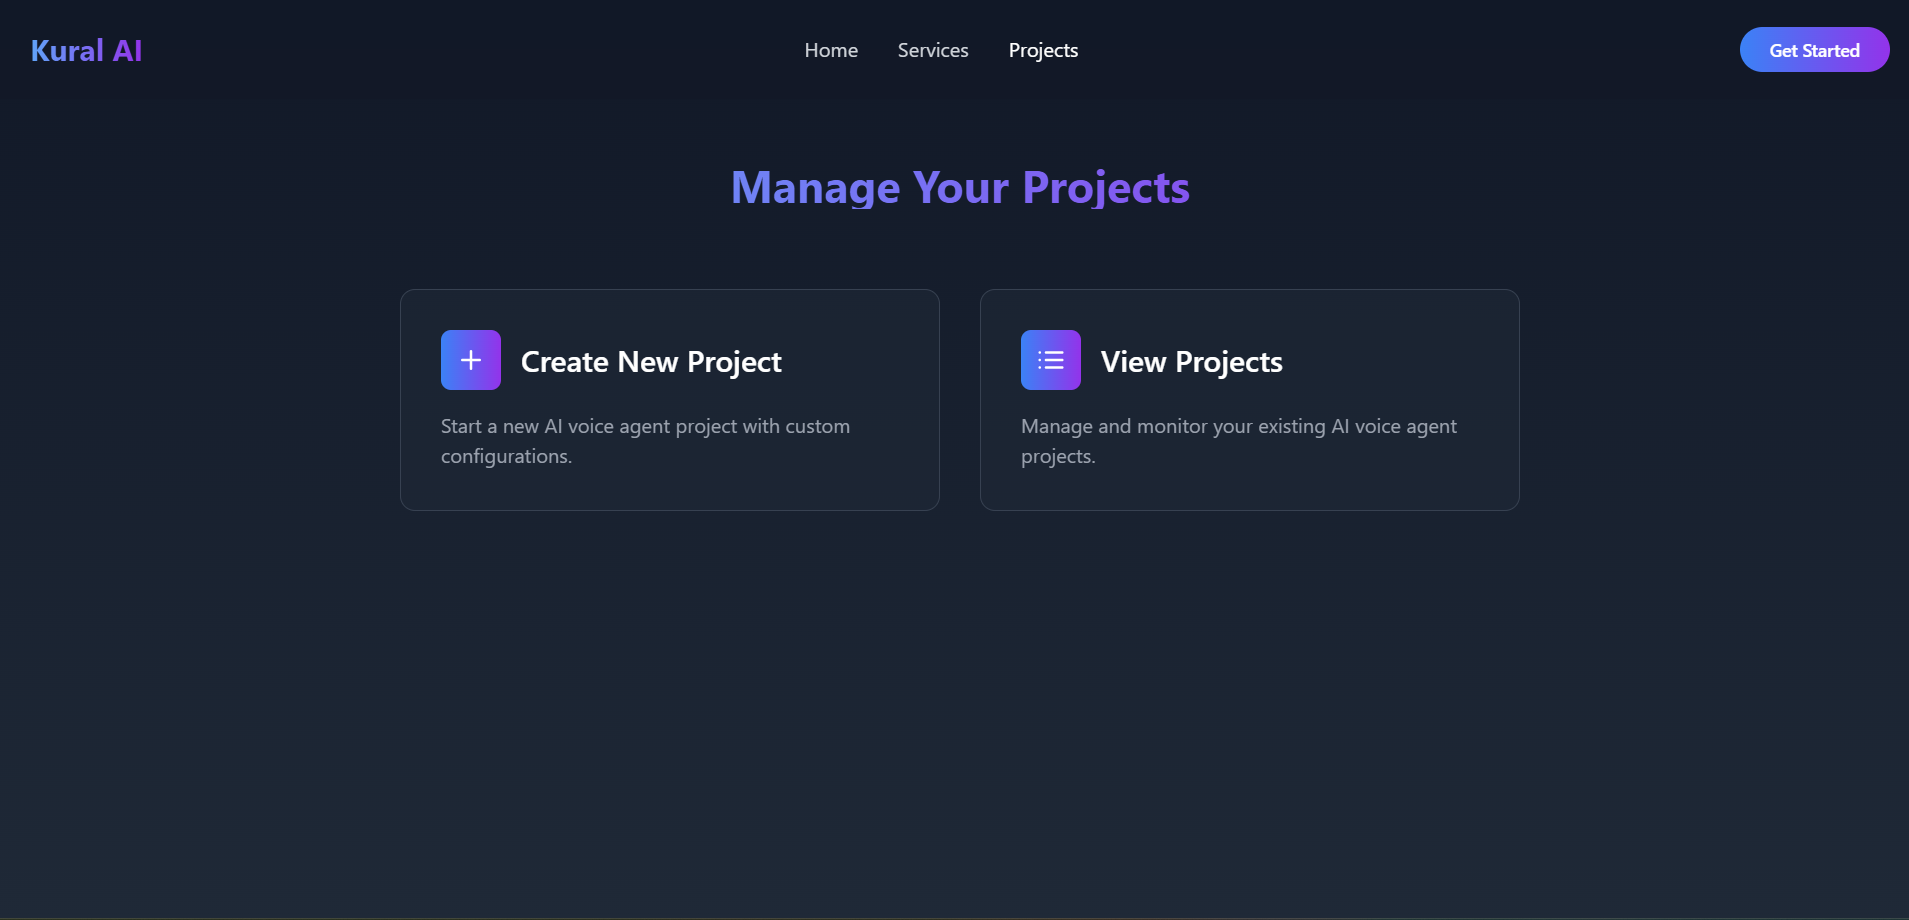 Kural AI
Home
Services
Projects
Get Started
Manage Your Projects
Create New Project
Start a new AI voice agent project with custom
configurations.
View Projects
Manage and monitor your existing AI voice agent
projects.